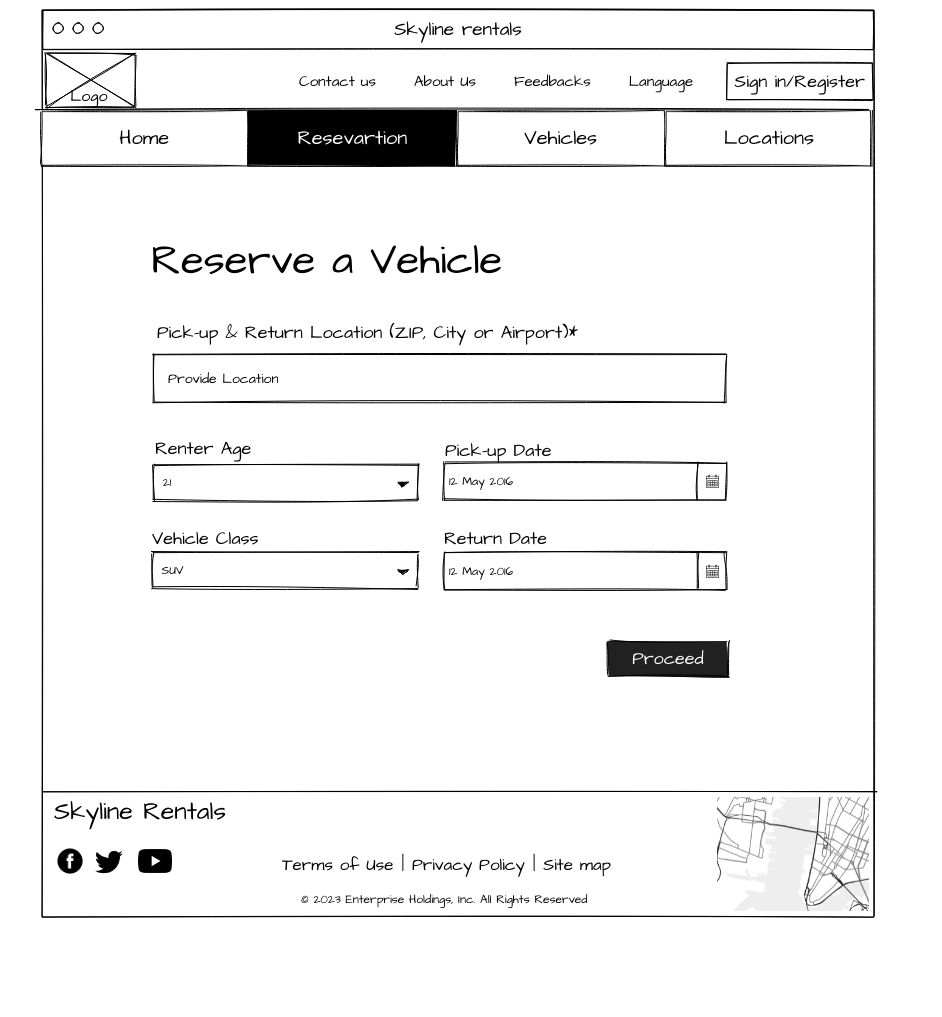 Skyline rentals
Logo
Contact us About Us Feedbacks Language Sign in/Register
Home Resevartion Vehicles Locations
Reserve a Vehicle
Pick-up & Return Location (ZIP, City or Airport)*
Provide Location
Renter Age
21
Pick-up Date
12 May 2016
Vehicle Class
SUV
Return Date
12 May 2016
Proceed
Skyline Rentals
Terms of Use | Privacy Policy | Site map
© 2023 Enterprise Holdings, Inc. All Rights Reserved